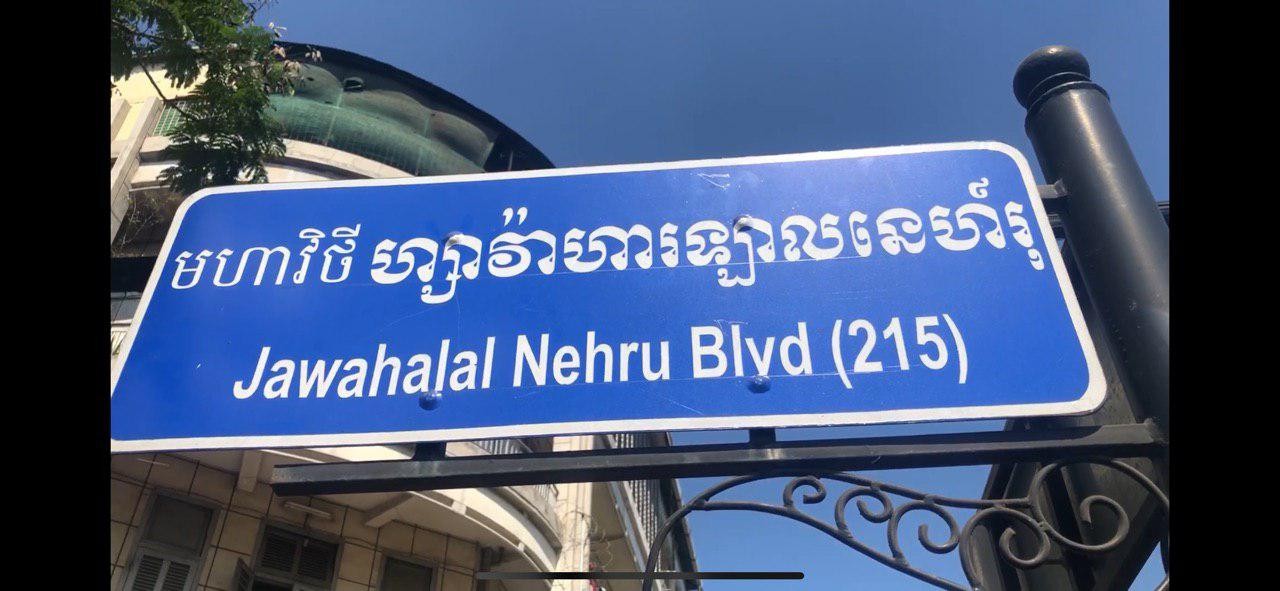 មហាវិថី ហ្សាវ៉ាហារឡាលនេហ៍រុ
Jawahalal Nehru Blvd (215)